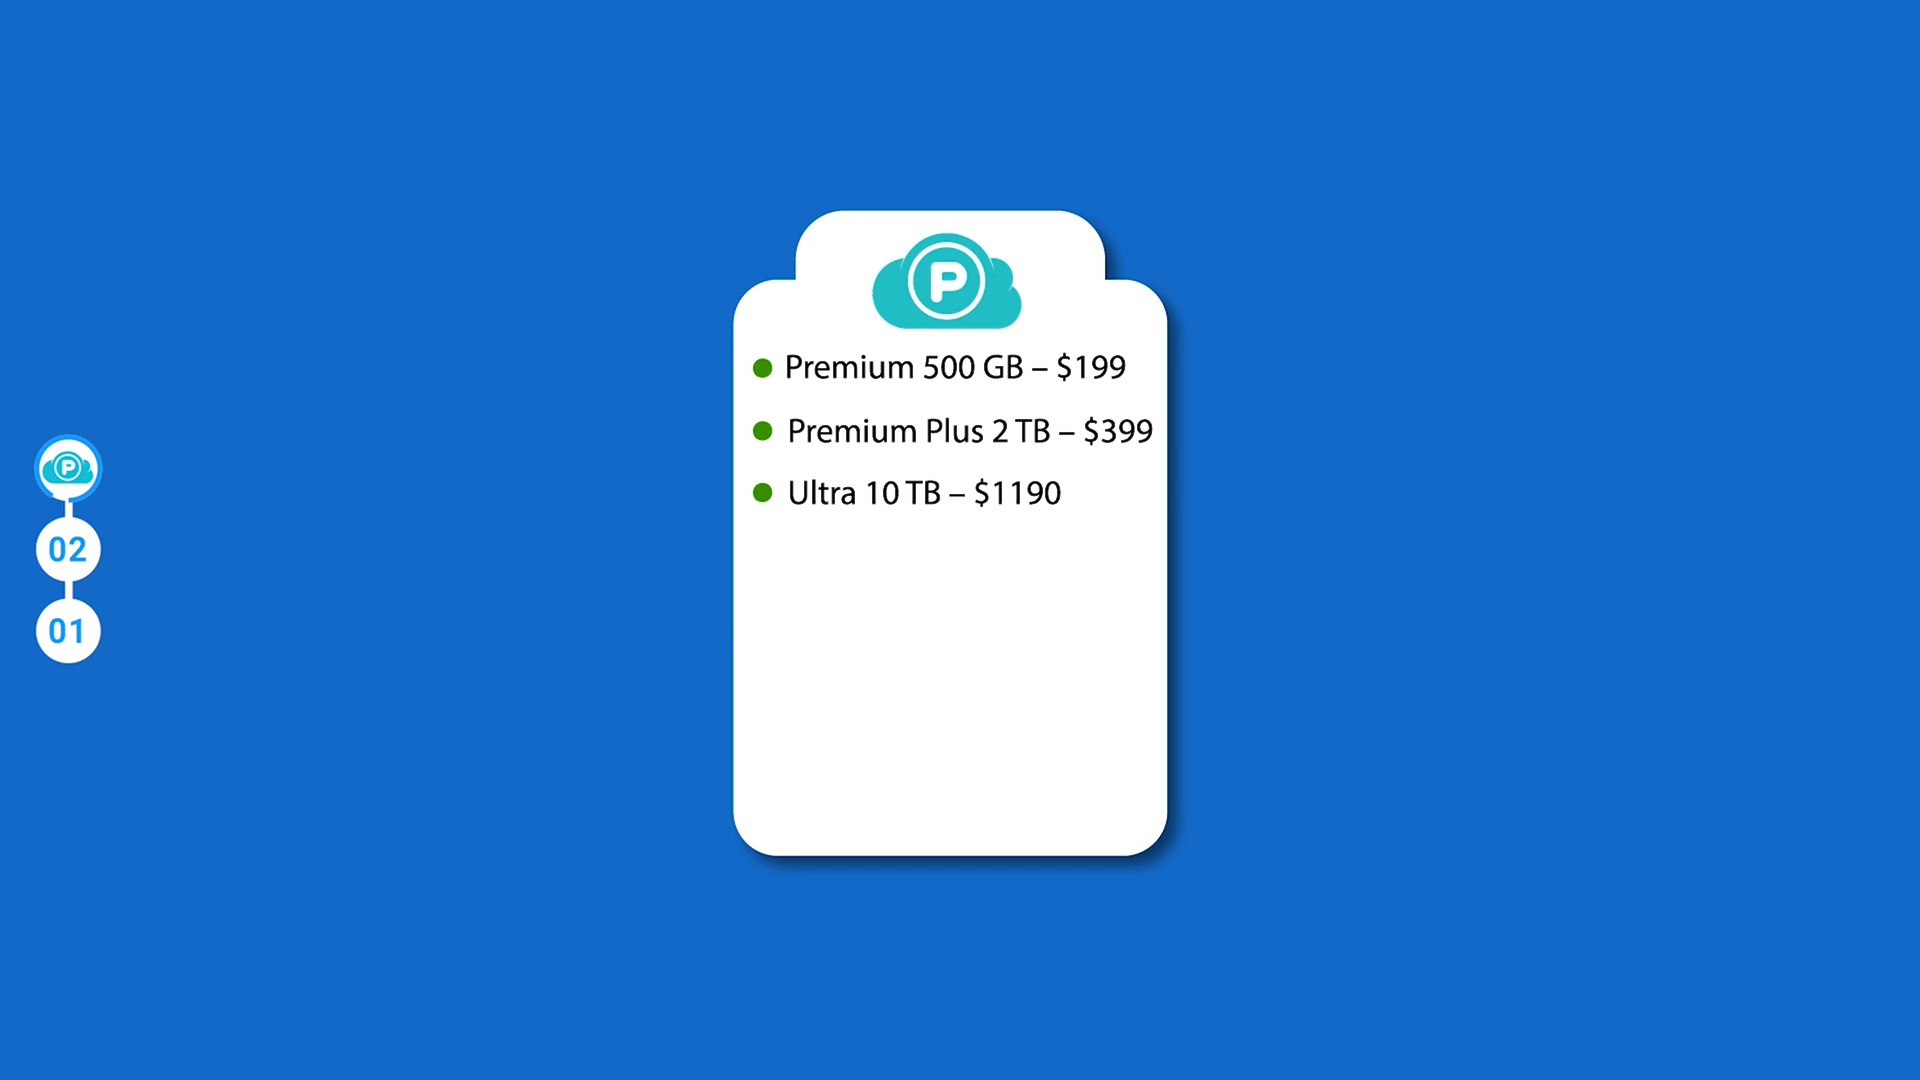 P
Premium 500 GB – $199
Premium Plus 2 TB – $399
Ultra 10 TB – $1190
P
02
01